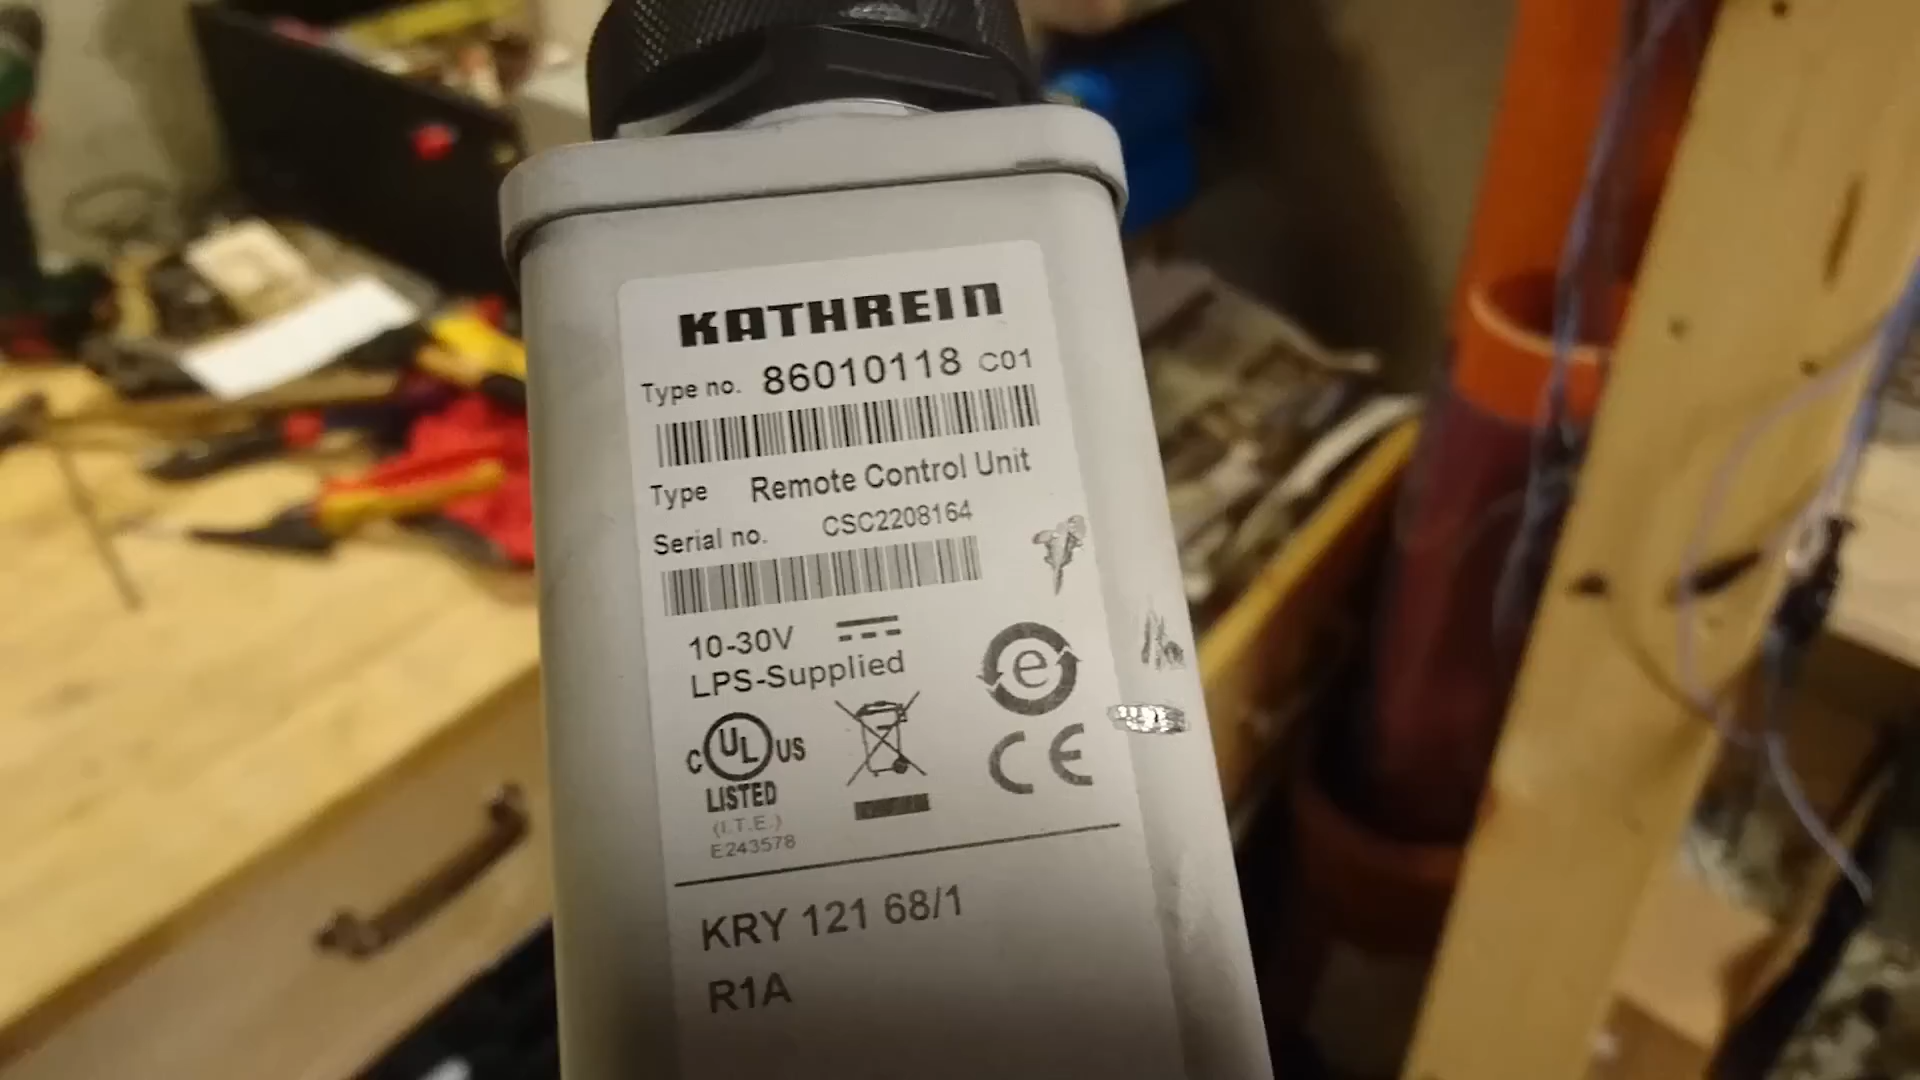 KATHREIN
Type no. 86010118 C01
Type Remote Control Unit
Serial no. CSC2208164
10-30V
LPS-Supplied
e
C UL US
LISTED
CE
(I.T.E.)
E243578
KRY 121 68/1
R1A